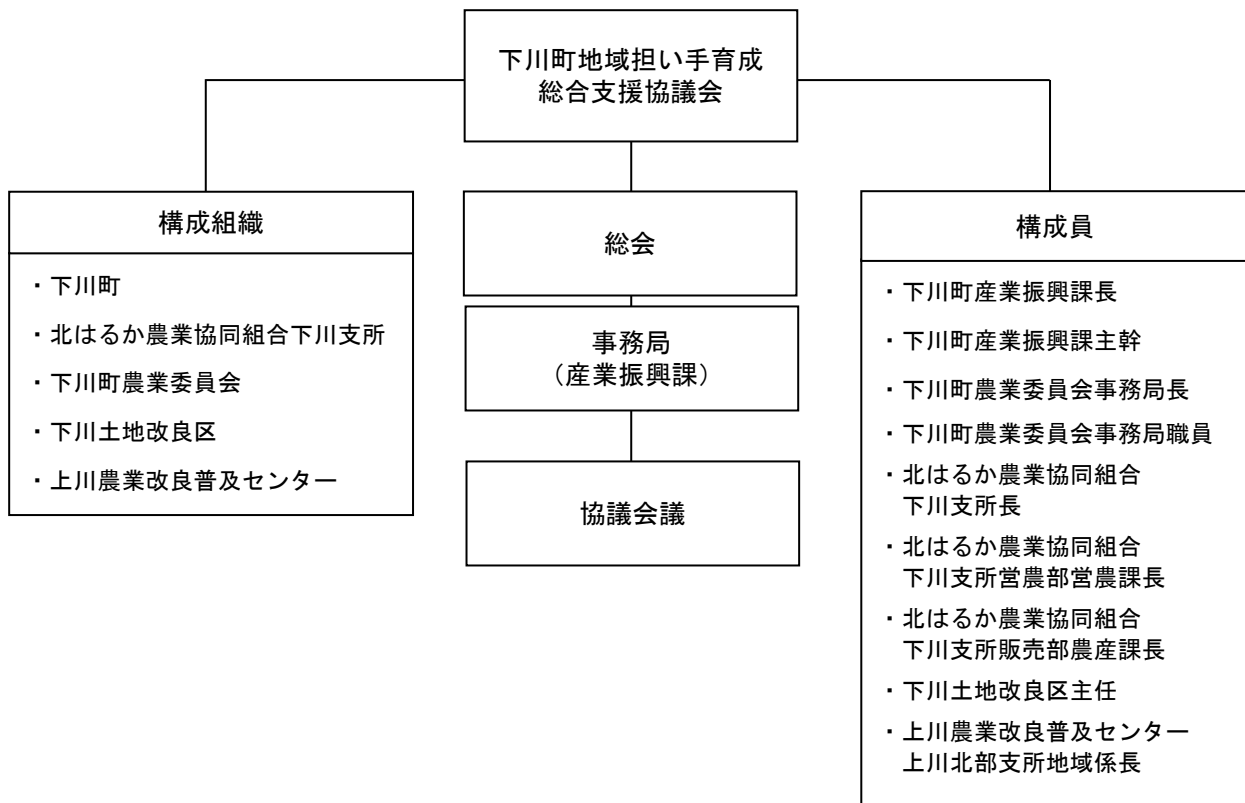 下川町地域担い手育成
総合支援協議会
構成組織
・下川町
・北はるか農業協同組合下川支所
・下川町農業委員会
・下川土地改良区
・上川農業改良普及センター
総会
事務局
（産業振興課）
協議会議
構成員
・下川町産業振興課長
・下川町産業振興課主幹
・下川町農業委員会事務局長
・下川町農業委員会事務局職員
・北はるか農業協同組合
下川支所長
・北はるか農業協同組合
下川支所営農部営農課長
・北はるか農業協同組合
下川支所販売部農産課長
・下川土地改良区主任
・上川農業改良普及センター
上川北部支所地域係長